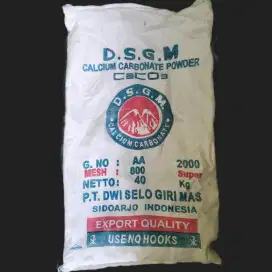 D.S.G.M
CALCIUM CARBONATE POWDER
CaCO3
D.S.G.M.
CALCIUM CARBONATE
G. NO : AA 2000
MESH : 800 Super
NETTO: 40 Kg
P.T. DWI SELO GIRI MAS
SIDOARJO INDONESIA
EXPORT QUALITY
USE NO HOOKS